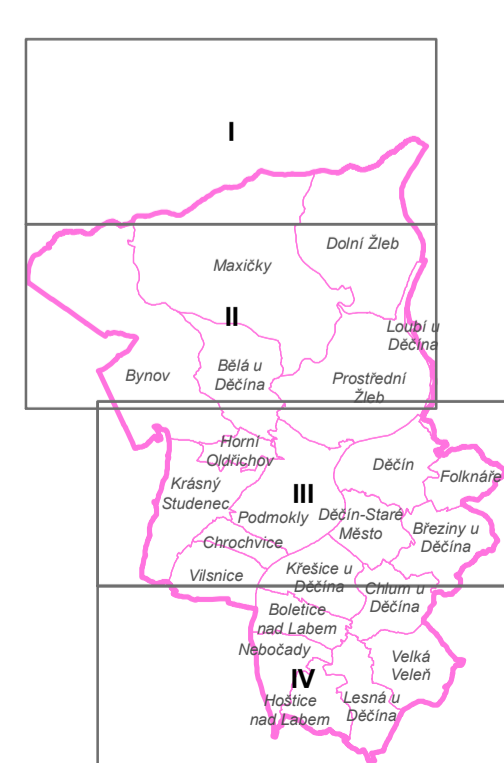 I
Dolní Žleb
Maxičky
II
Loubí u
Děčína
Bynov
Bělá u
Děčína
Prostřední
Žleb
Horní
Oldřichov
Děčín
Folknáře
Krásný
Studenec
III
Podmokly
Děčín-Staré
Město
Březiny u
Děčína
Chrochvice
Vilsnice
Křešice u
Děčína
Chlum u
Děčína
Boletice
nad Labem
Nebočady
Velká
Veleň
IV
Hoštice
nad Labem
Lesná u
Děčína